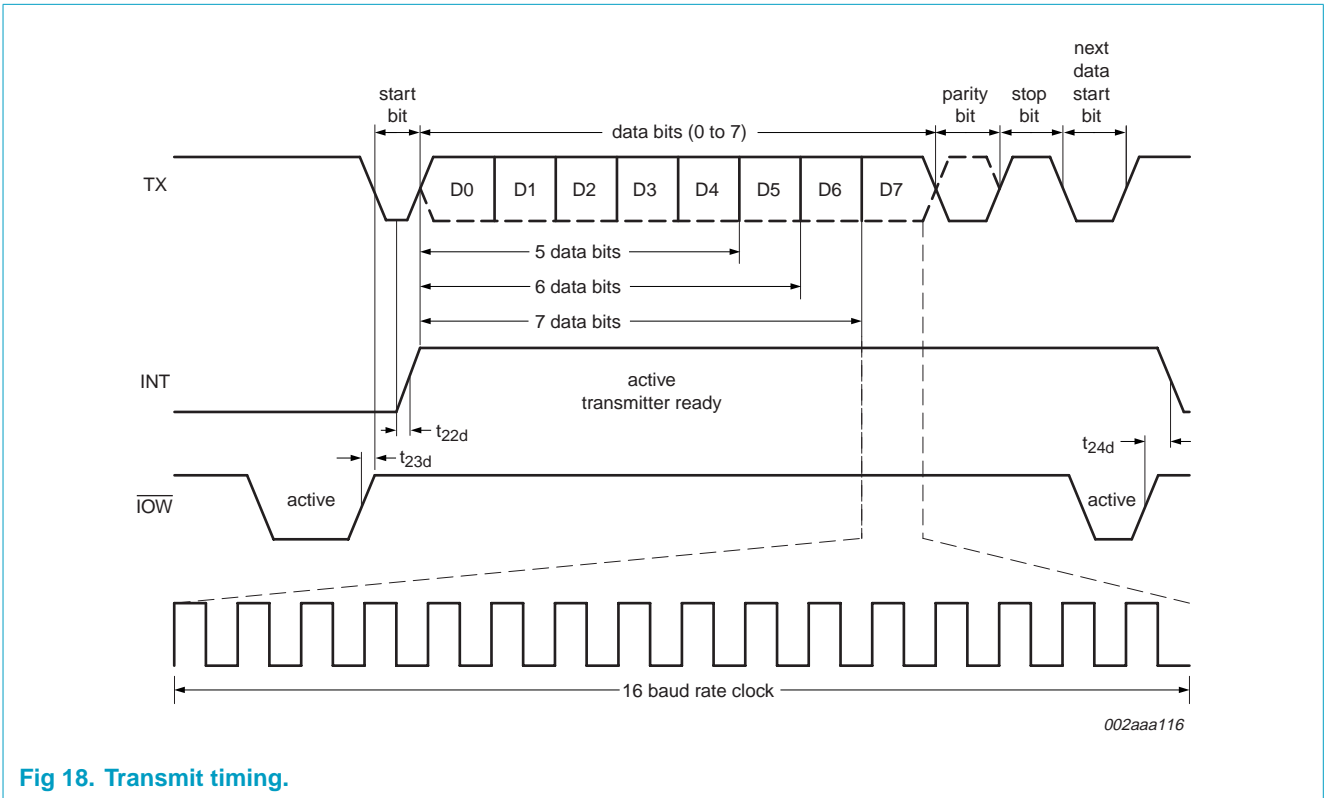 next
data
start
bit
start
bit
parity
bit
stop
bit
data bits (0 to 7)
TX
D0 D1 D2 D3 D4 D5 D6 D7
5 data bits
6 data bits
7 data bits
INT
active
transmitter ready
t22d
t23d
t24d
IOW
active
active
16 baud rate clock
002aaa116
Fig 18. Transmit timing.